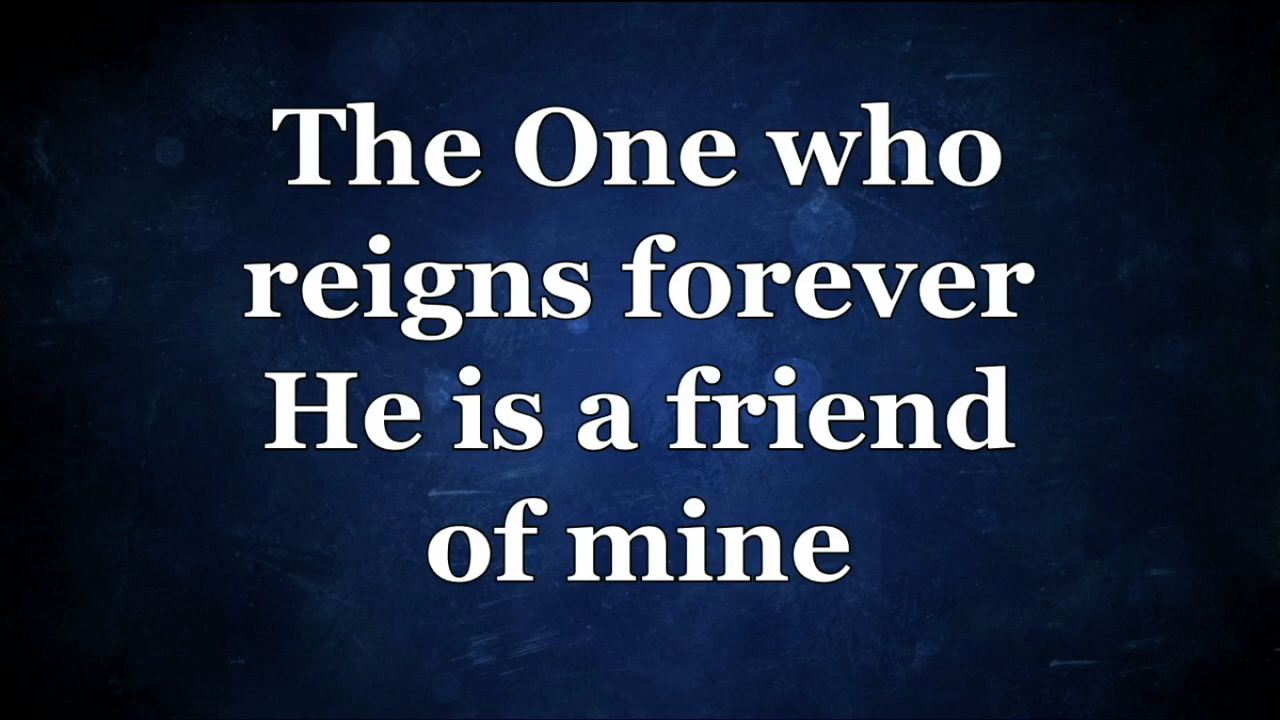 The One who
reigns forever
He is a friend
of mine